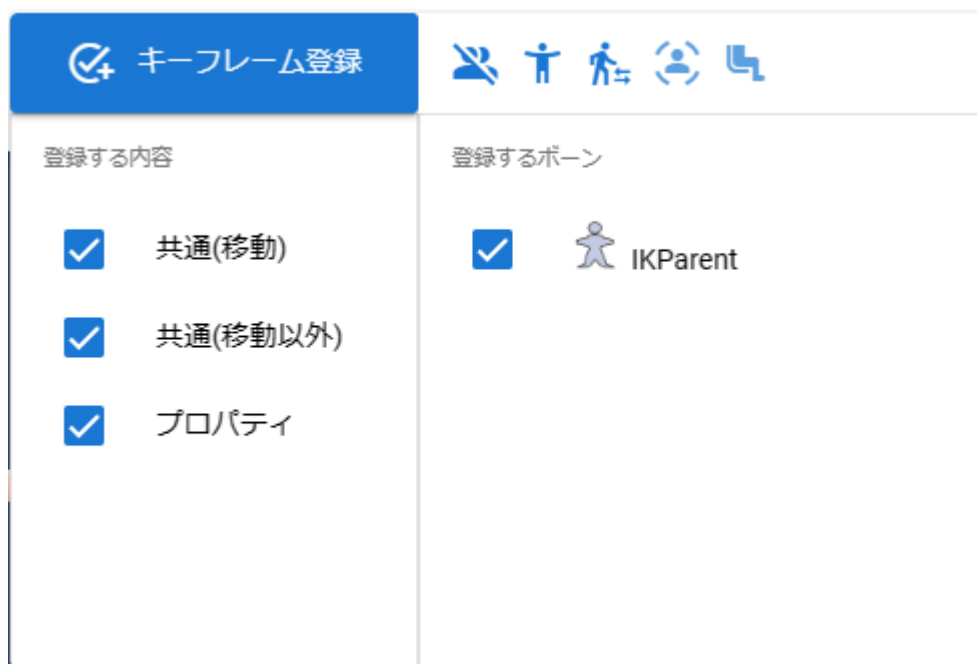 キーフレーム登録
登録する内容
登録するボーン
共通(移動)
IKParent
共通(移動以外)
プロパティ